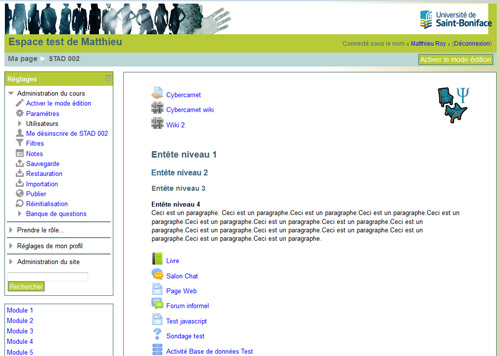 Université de
Saint-Boniface
Espace test de Matthieu
Connecté sous le nom « Matthieu Roy » (Déconnexion)
Ma page ► STAD 002
Activer le mode édition
Réglages
Administration du cours
Activer le mode édition
Paramètres
Utilisateurs
Me désinscrire de STAD 002
Filtres
Notes
Sauvegarde
Restauration
Importation
Publier
Réinitialisation
Banque de questions
Prendre le rôle...
Réglages de mon profil
Administration du site
Rechercher
Module 1
Module 2
Module 3
Module 4
Module 5
Cybercarnet
Cybercarnet wiki
Wiki 2
Entête niveau 1
Entête niveau 2
Entête niveau 3
Entête niveau 4
Ceci est un paragraphe. Ceci est un paragraphe.Ceci est un paragraphe.Ceci est un paragraphe.Ceci est un
paragraphe.Ceci est un paragraphe.Ceci est un paragraphe.Ceci est un paragraphe.Ceci est un
paragraphe.Ceci est un paragraphe.Ceci est un paragraphe.Ceci est un paragraphe.Ceci est un
paragraphe.Ceci est un paragraphe.Ceci est un paragraphe.
Livre
Salon Chat
Page Web
Forum informel
Test javascript
Sondage test
Activité Base de données Test